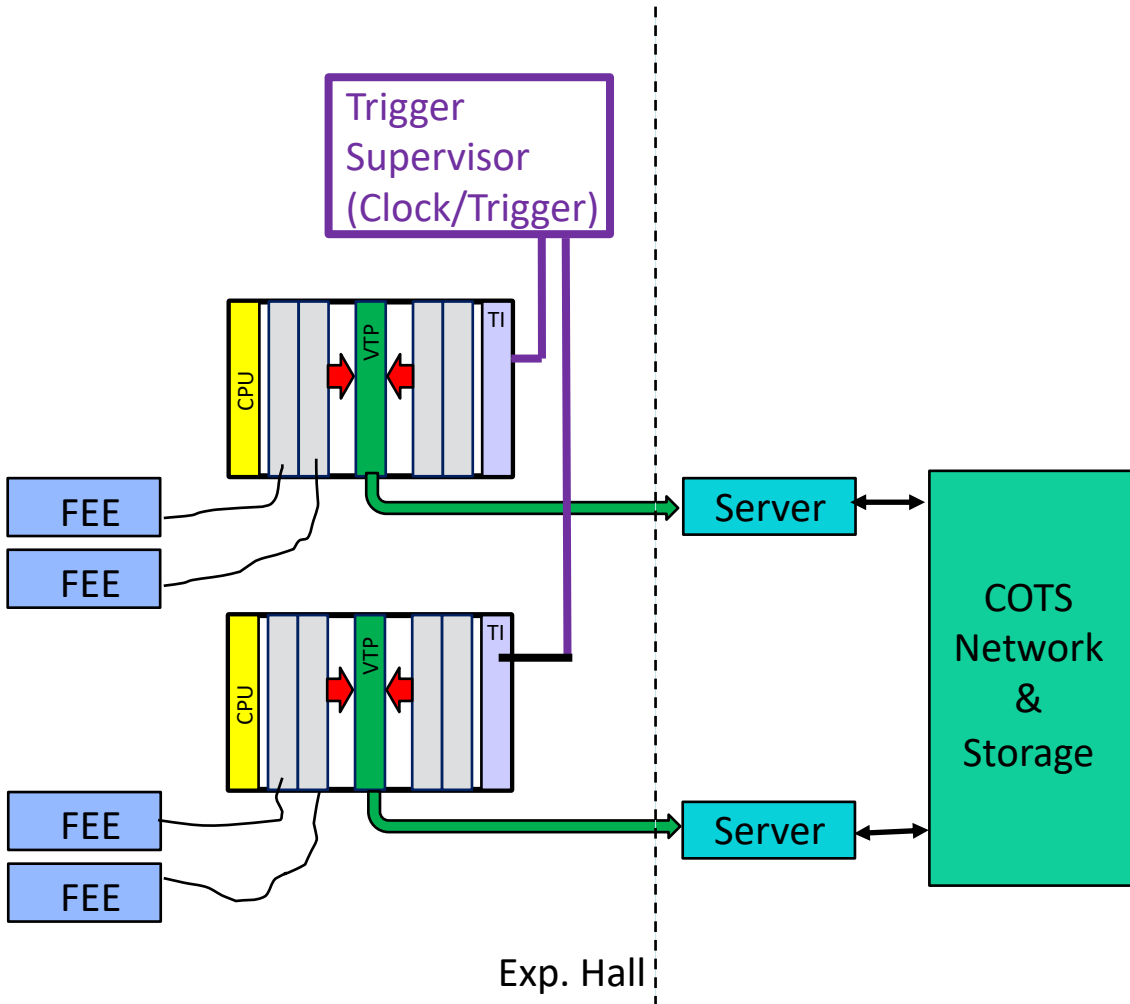 Trigger
Supervisor
(Clock/Trigger)
CPU
VTP
TI
FEE
FEE
Server
CPU
VTP
TI
FEE
FEE
Server
COTS
Network
&
Storage
Exp. Hall